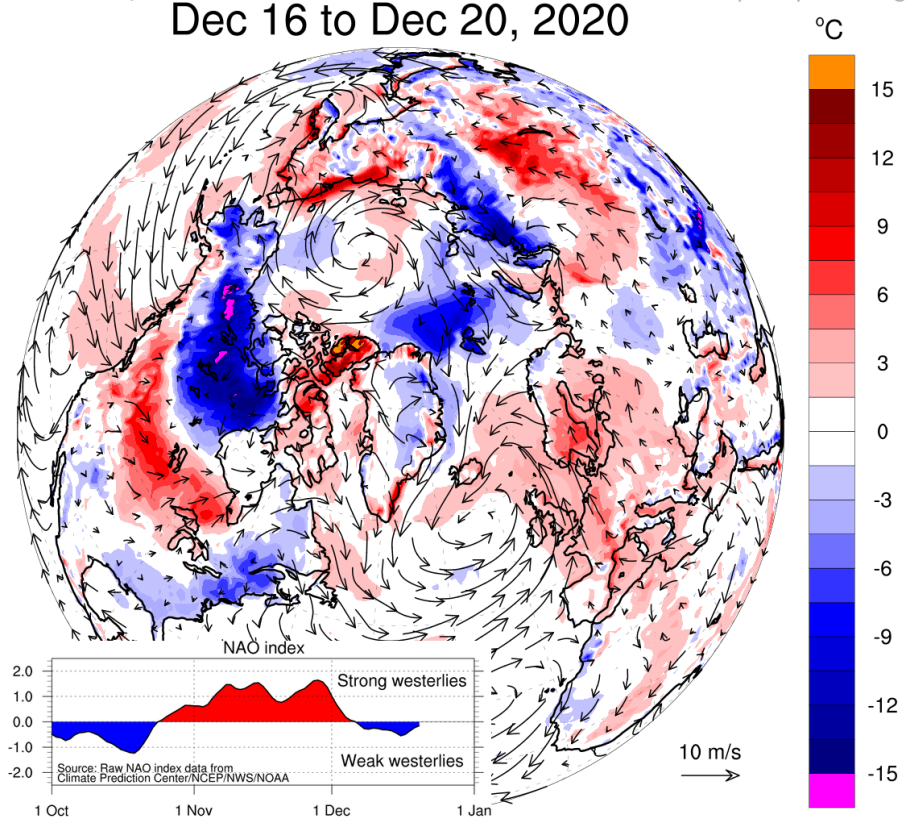 Dec 16 to Dec 20, 2020
°C
15
12
9
6
3
0
-3
-6
-9
-12
-15
10 m/s
NAO index
2.0
1.0
0.0
-1.0
-2.0
Strong westerlies
Weak westerlies
Source: Raw NAO index data from
Climate Prediction Center/NCEP/NWS/NOAA
1 Oct
1 Nov
1 Dec
1 Jan